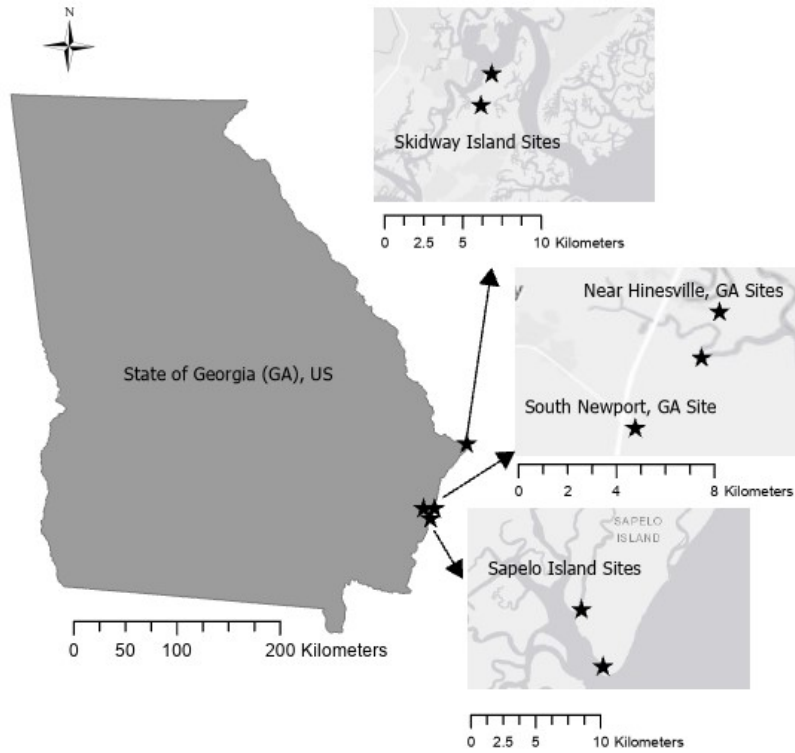 N
Skidway Island Sites
0 2.5 5 10 Kilometers
Near Hinesville, GA Sites
y
South Newport, GA Site
0 2 4 8 Kilometers
State of Georgia (GA), US
SAPELO
ISLAND
Sapelo Island Sites
0 50 100 200 Kilometers
0 2.5 5 10 Kilometers